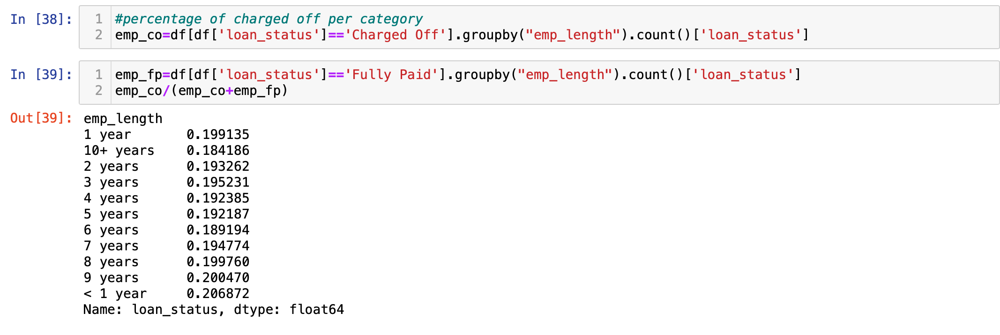 In [38]:
1 #percentage of charged off per category
2 emp_co=df[df['loan_status']=='Charged Off'].groupby("emp_length").count()['loan_status']
In [39]:
1 emp_fp=df[df['loan_status']=='Fully Paid'].groupby("emp_length").count()['loan_status']
2 emp_co/(emp_co+emp_fp)
Out[39]: emp_length
1 year       0.199135
10+ years    0.184186
2 years      0.193262
3 years      0.195231
4 years      0.192385
5 years      0.192187
6 years      0.189194
7 years      0.194774
8 years      0.199760
9 years      0.200470
< 1 year     0.206872
Name: loan_status, dtype: float64